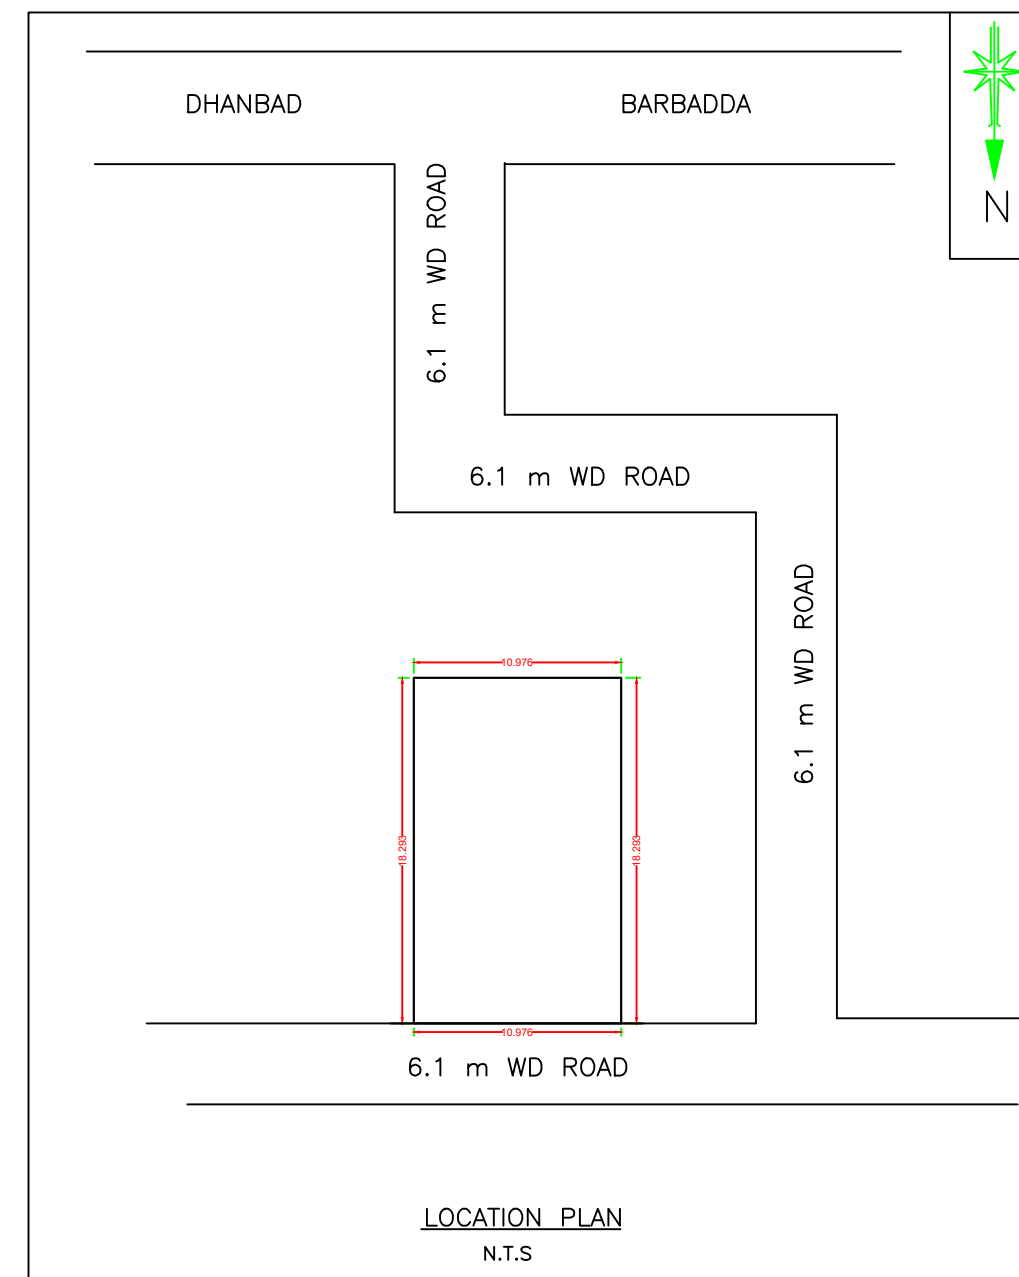 DHANBAD
BARBADDA
N
6.1 m WD ROAD
6.1 m WD ROAD
6.1 m WD ROAD
10.976
18.293
18.293
10.976
6.1 m WD ROAD
LOCATION PLAN
N.T.S